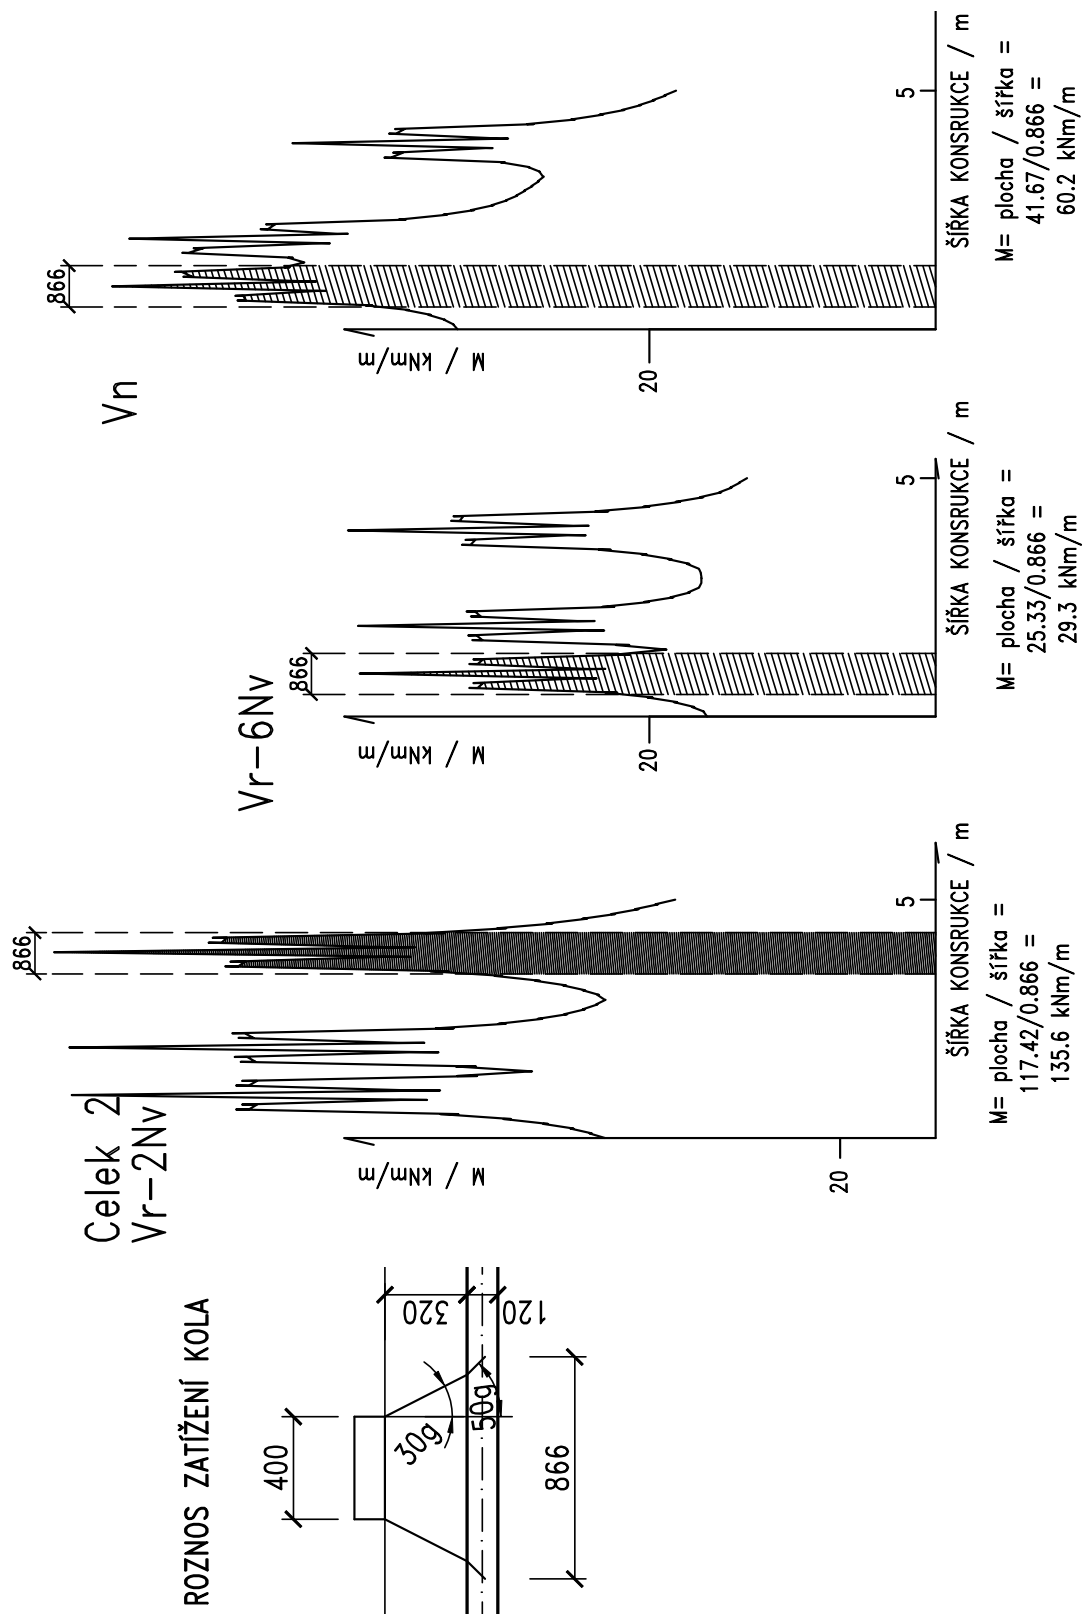 ROZNOS ZATÍŽENÍ KOLA
400
30g
50g
320
120
866
Celek 2
Vr-2Nv
866
M / kNm/m
20
5
ŠÍŘKA KONSRUKCE / m
M= plocha / šířka =
117.42/0.866 =
135.6 kNm/m
Vr-6Nv
866
M / kNm/m
20
5
ŠÍŘKA KONSRUKCE / m
M= plocha / šířka =
25.33/0.866 =
29.3 kNm/m
Vn
866
M / kNm/m
20
5
ŠÍŘKA KONSRUKCE / m
M= plocha / šířka =
41.67/0.866 =
60.2 kNm/m